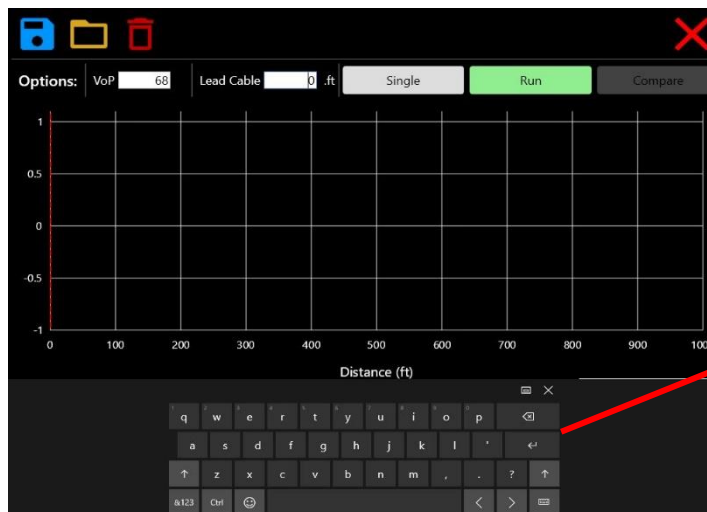 Options: VoP 68 Lead Cable 0 .ft Single Run Compare
1
0.5
0
-0.5
-1
0 100 200 300 400 500 600 700 800 900 100
Distance (ft)
q w e r t y u i o p
a s d f g h j k l '
z x c v b n m , . ?
&123 Ctrl